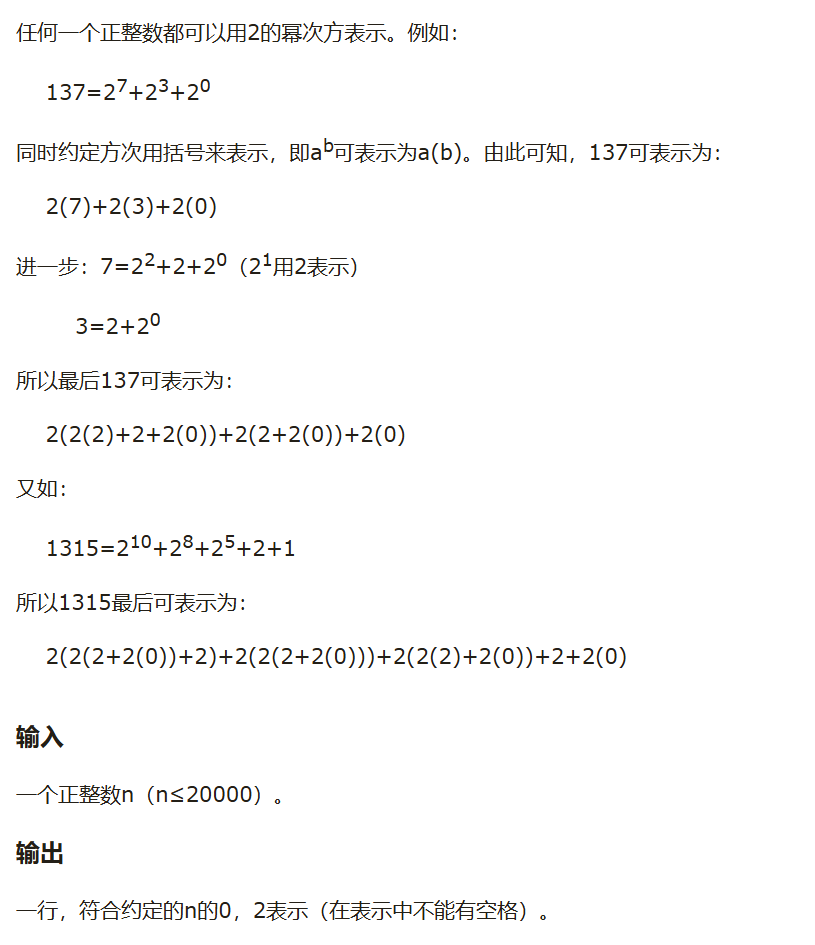 任何一个正整数都可以用2的幂次方表示。例如：
137=2⁷+2³+2⁰
同时约定方次用括号来表示，即aᵇ可表示为a(b)。由此可知，137可表示为：
2(7)+2(3)+2(0)
进一步：7=2²+2+2⁰（2¹用2表示）
3=2+2⁰
所以最后137可表示为：
2(2(2)+2+2(0))+2(2+2(0))+2(0)
又如：
1315=2¹⁰+2⁸+2⁵+2+1
所以1315最后可表示为：
2(2(2+2(0))+2)+2(2(2+2(0)))+2(2(2)+2(0))+2+2(0)
输入
一个正整数n（n≤20000）。
输出
一行，符合约定的n的0，2表示（在表示中不能有空格）。